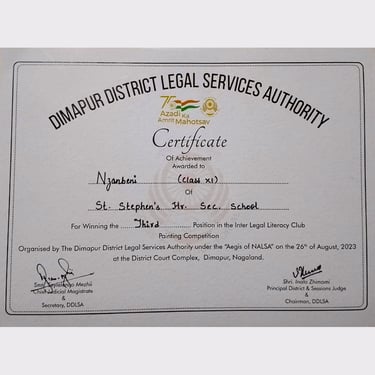 DIMAPUR DISTRICT LEGAL SERVICES AUTHORITY
75
Azadi Ka
Amrit Mahotsav
Certificate
Of Achievement
Awarded to
Nzanbeni (Class XI)
Of
St. Stephen's Hr. Sec. School
For Winning the Third Position in the Inter Legal Literacy Club
Painting Competition
Organised by The Dimapur District Legal Services Authority under the "Aegis of NALSA" on the 26th of August, 2023
at the District Court Complex, Dimapur, Nagaland.
Chief Judicial Magistrate
&
Secretary, DDLSA
Shri. Inalo Zhimomi
Principal District & Sessions Judge
&
Chairman, DDLSA